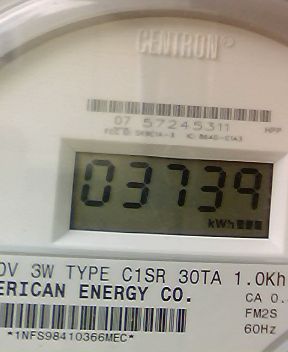 CENTRON®
07 57245311 HPP
03739
kWh
0V 3W TYPE C1SR 30TA 1.0Kh
ERICAN ENERGY CO.
CA 0.
FM2S
60Hz
*1NFS98410366MEC*